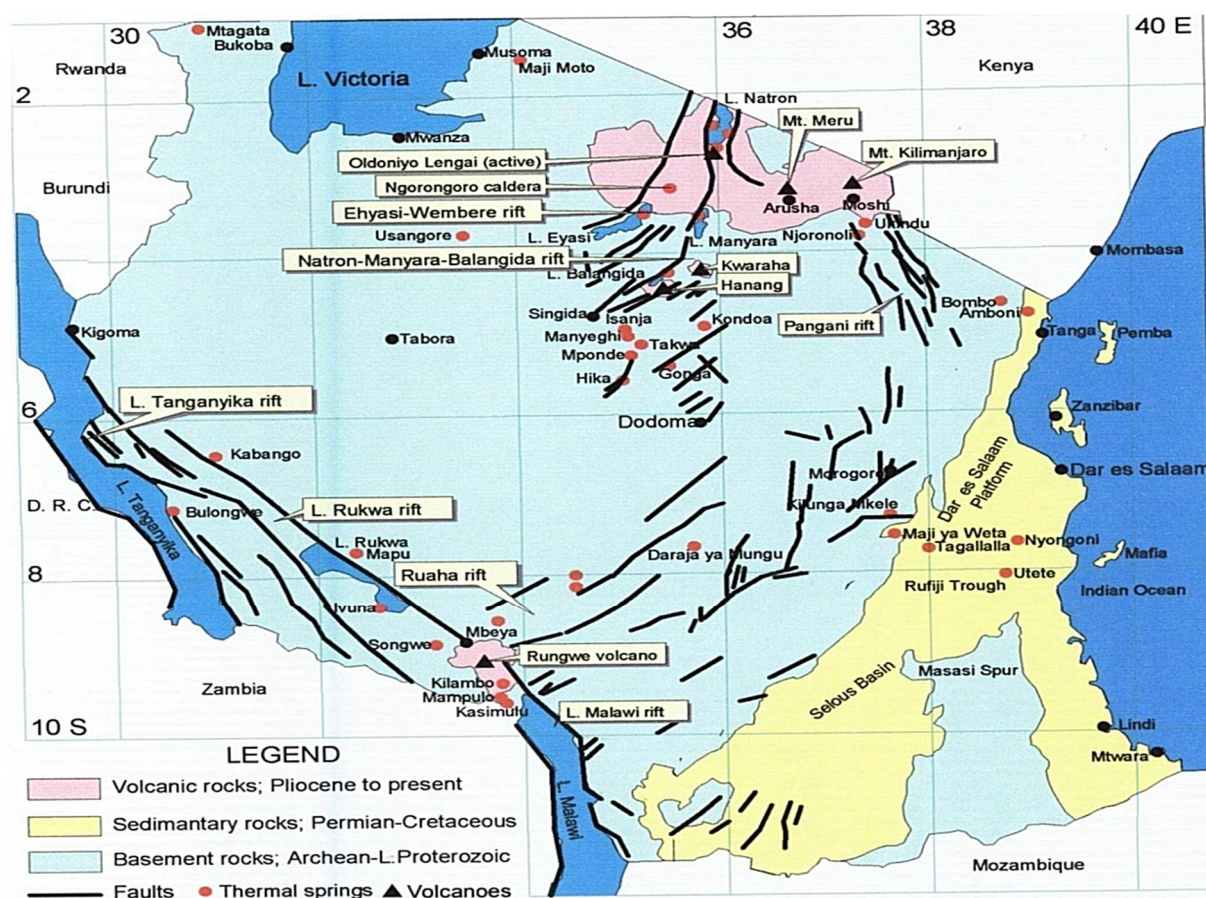 30
36
38
40 E
Mtagata
Bukoba
Musoma
Maji Moto
Rwanda
L. Victoria
Kenya
2
L. Natron
Mt. Meru
Mwanza
Mt. Kilimanjaro
Oldoniyo Lengai (active)
Burundi
Ngorongoro caldera
Arusha
Moshi
Ehyasi-Wembere rift
Usangore
L. Eyasi
Njoronoli
L. Manyara
Natron-Manyara-Balangida rift
Mombasa
L. Balangida
Kwaraha
Hanang
Singida
Isanja
Kondoa
Pangani rift
Bombo
Amboni
Kigoma
Tabora
Manyeghi
Takwa
Tanga
Pemba
Mponde
Hika
Gonga
L. Tanganyika rift
6
Dodoma
Zanzibar
Kabango
Morogoro
Dar es Salaam
Dar es Salaam
Platform
D. R. C.
L. Tanganyika
Bulongwe
L. Rukwa rift
Kilunga Mkele
L. Rukwa
Mapu
Daraja ya Mungu
Maji ya Weta
Tagallalla
Nyongoni
Mafia
8
Ruaha rift
Utete
Rufiji Trough
Indian Ocean
Ivuna
Mbeya
Songwe
Rungwe volcano
Masasi Spur
Zambia
Kilambo
Mampulo
Kasimulu
Selous Basin
L. Malawi rift
10 S
Lindi
Mtwara
LEGEND
Volcanic rocks; Pliocene to present
Sedimantary rocks; Permian-Cretaceous
Basement rocks; Archean-L.Proterozoic
L. Malawi
Mozambique
Faults
Thermal springs
Volcanoes